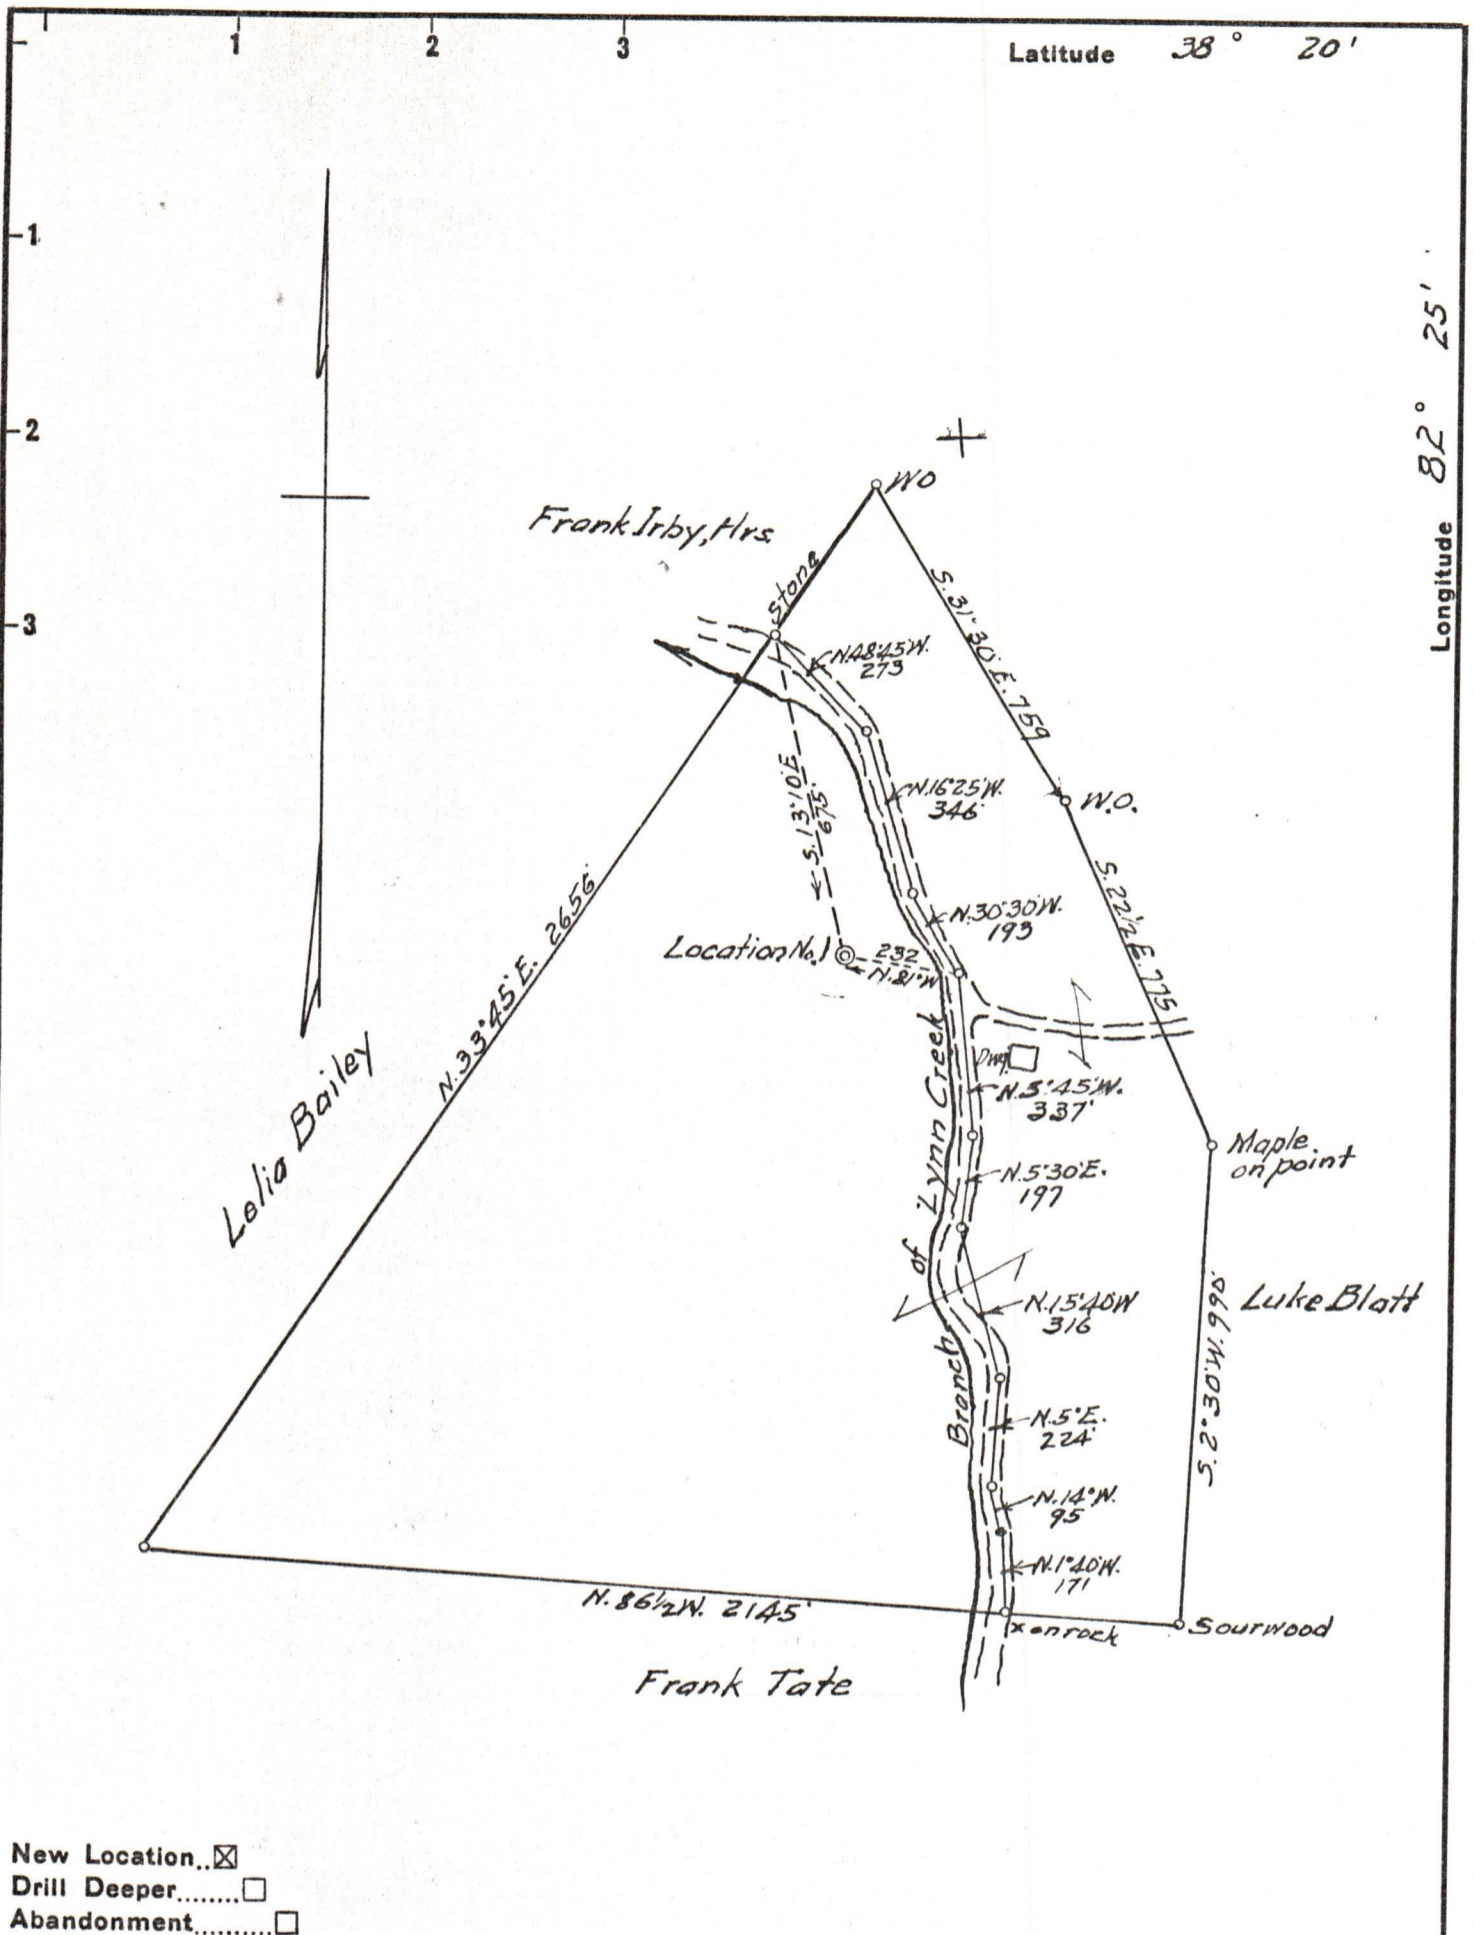 1 2 3
Latitude 38° 20'
1
2
3
Longitude 82° 25'
WO
Frank Irby, Hrs.
Stone
S. 31° 30' E. 759
N. 48°45' W.
273
W.O.
N. 16°25' W.
346'
S. 13° 10' E
675'
S. 22 1/2 E. 775
N. 33° 45' E. 2656'
N. 30°30' W.
193
Location No. 1
232
N. 81° W
Dwg.
N. 3° 45' W.
337'
Lelia Bailey
Maple
on point
N. 5°30' E.
197
Branch of Lynn Creek
N. 15°40' W
316
Luke Blatt
S. 2° 30' W. 990'
N. 5° E.
224'
N. 14° W.
95
N. 1°40' W.
171
N. 86 1/2 W. 2145'
x on rock
Sourwood
Frank Tate
New Location..☒
Drill Deeper........☐
Abandonment..........☐